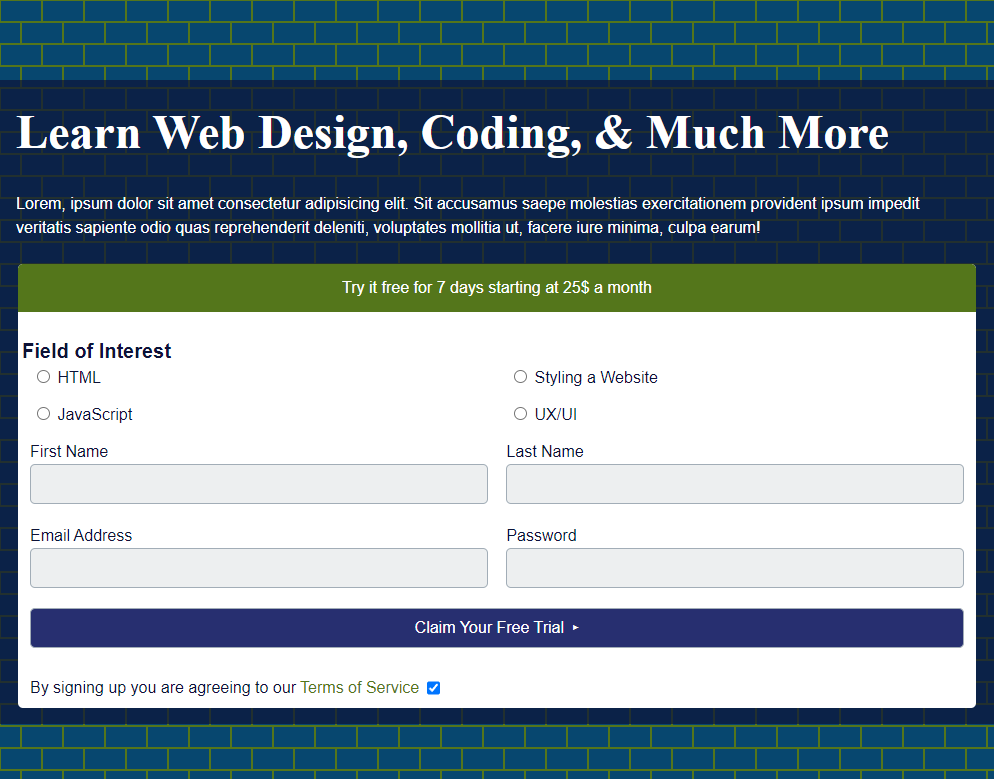 Learn Web Design, Coding, & Much More
Lorem, ipsum dolor sit amet consectetur adipisicing elit. Sit accusamus saepe molestias exercitationem provident ipsum impedit
veritatis sapiente odio quas reprehenderit deleniti, voluptates mollitia ut, facere iure minima, culpa earum!
Try it free for 7 days starting at 25$ a month
Field of Interest
HTML
Styling a Website
JavaScript
UX/UI
First Name
Last Name
Email Address
Password
Claim Your Free Trial ‣
By signing up you are agreeing to our Terms of Service